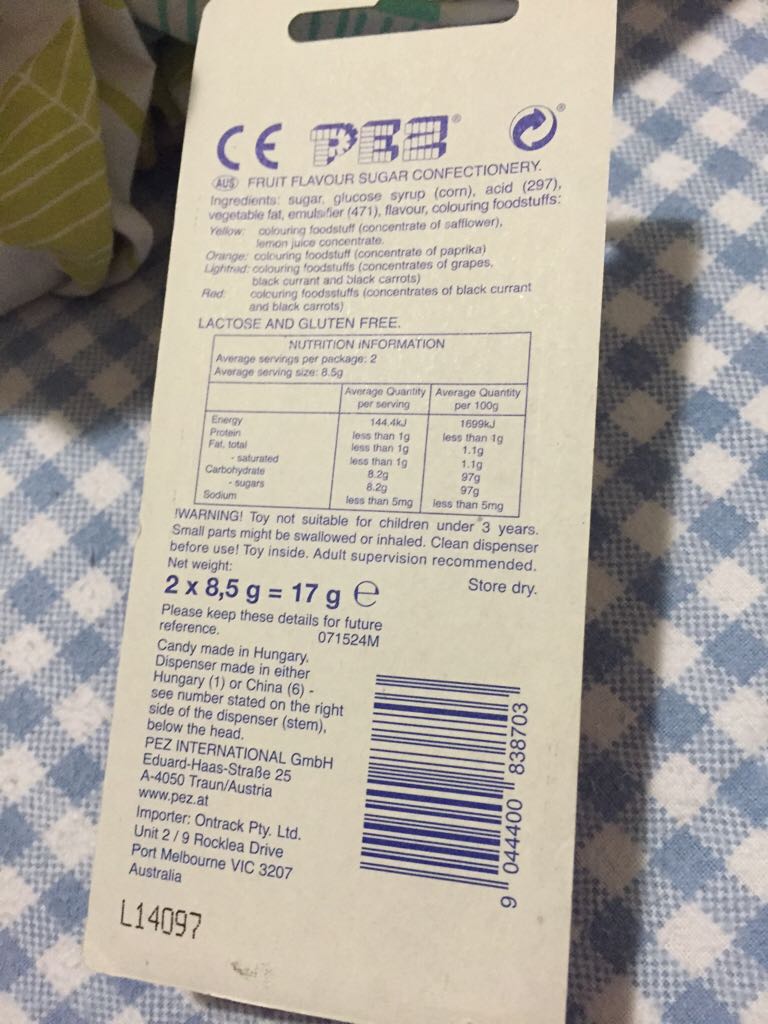 CE PEZ®
AUS FRUIT FLAVOUR SUGAR CONFECTIONERY.
Ingredients: sugar, glucose syrup (corn), acid (297),
vegetable fat, emulsifier (471), flavour, colouring foodstuffs:
Yellow: colouring foodstuff (concentrate of safflower),
lemon juice concentrate.
Orange: colouring foodstuff (concentrate of paprika)
Lightred: colouring foodstuffs (concentrates of grapes,
black currant and black carrots)
Red: colouring foodsstuffs (concentrates of black currant
and black carrots)
LACTOSE AND GLUTEN FREE.
NUTRITION INFORMATION
Average servings per package: 2
Average serving size: 8.5g
Average Quantity per serving Average Quantity per 100g
Energy 144.4kJ 1699kJ
Protein less than 1g less than 1g
Fat, total less than 1g 1.1g
- saturated less than 1g 1.1g
Carbohydrate 8.2g 97g
- sugars 8.2g 97g
Sodium less than 5mg less than 5mg
!WARNING! Toy not suitable for children under 3 years.
Small parts might be swallowed or inhaled. Clean dispenser
before use! Toy inside. Adult supervision recommended.
Net weight: Store dry.
2 x 8,5 g = 17 g e
Please keep these details for future
reference. 071524M
Candy made in Hungary.
Dispenser made in either
Hungary (1) or China (6) -
see number stated on the right
side of the dispenser (stem),
below the head.
PEZ INTERNATIONAL GmbH
Eduard-Haas-Straße 25
A-4050 Traun/Austria
www.pez.at
Importer: Ontrack Pty. Ltd.
Unit 2 / 9 Rocklea Drive
Port Melbourne VIC 3207
Australia
9 044400 838703
L14097